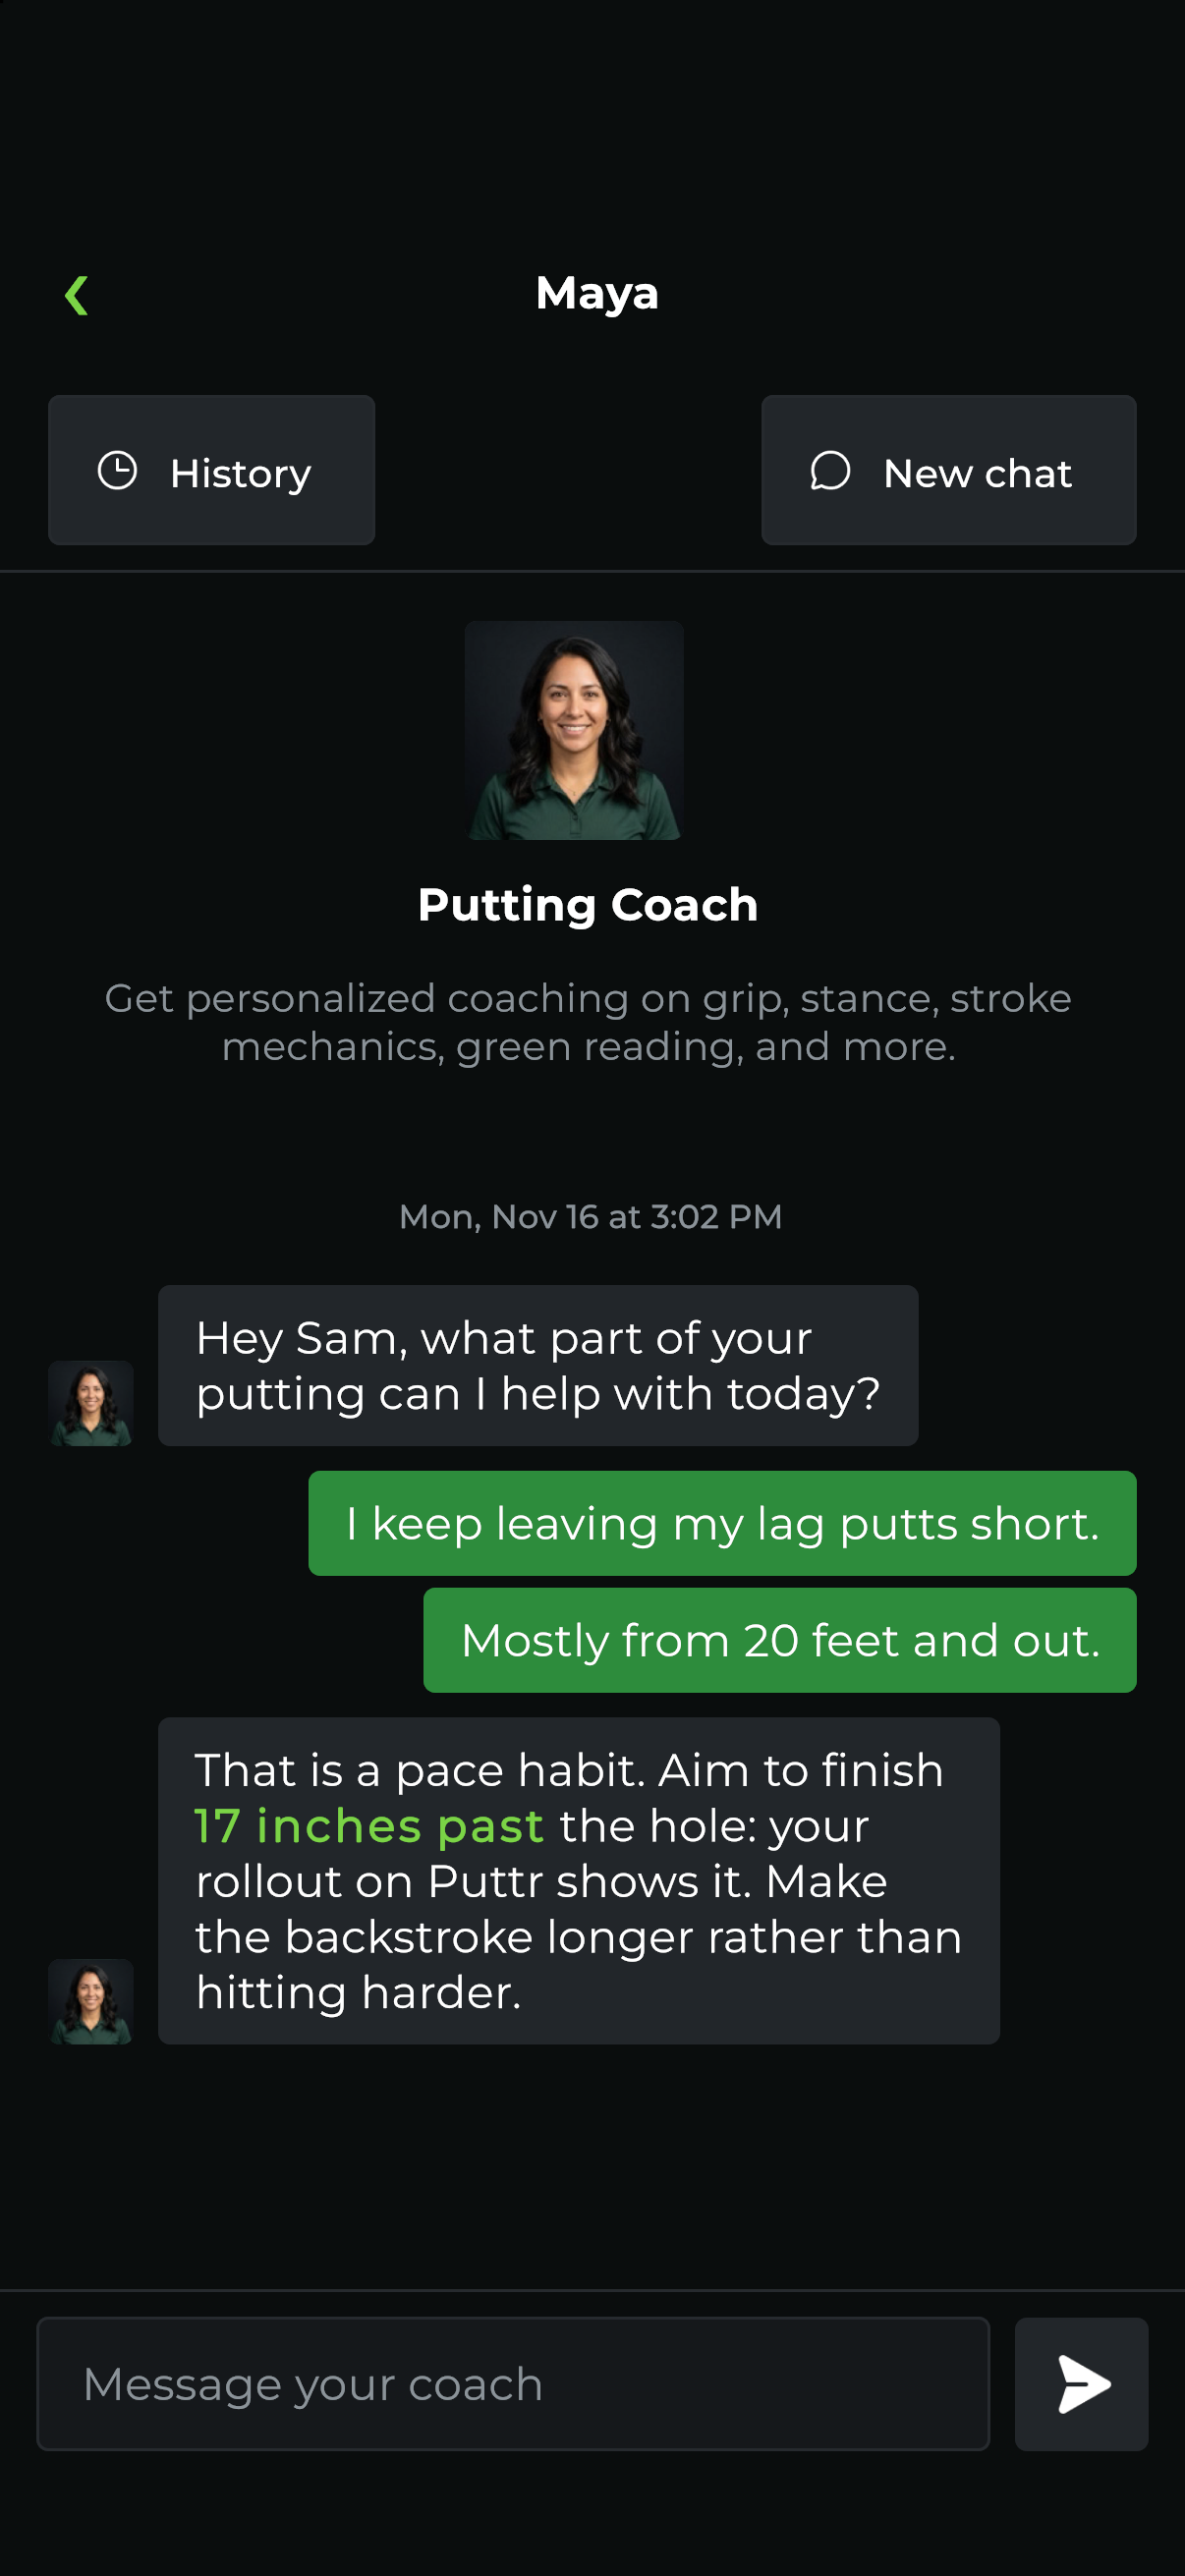 Maya
History
New chat
Putting Coach
Get personalized coaching on grip, stance, stroke
mechanics, green reading, and more.
Mon, Nov 16 at 3:02 PM
Hey Sam, what part of your
putting can I help with today?
I keep leaving my lag putts short.
Mostly from 20 feet and out.
That is a pace habit. Aim to finish
17 inches past the hole: your
rollout on Puttr shows it. Make
the backstroke longer rather than
hitting harder.
Message your coach